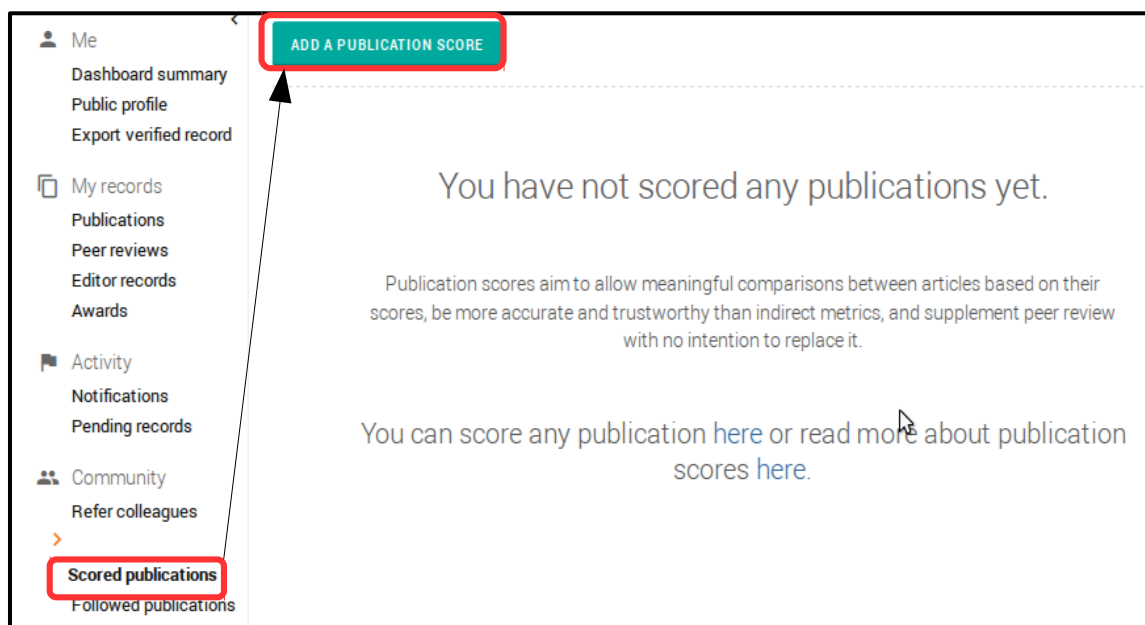 Me
Dashboard summary
Public profile
Export verified record
My records
Publications
Peer reviews
Editor records
Awards
Activity
Notifications
Pending records
Community
Refer colleagues
Scored publications
Followed publications
ADD A PUBLICATION SCORE
You have not scored any publications yet.
Publication scores aim to allow meaningful comparisons between articles based on their
scores, be more accurate and trustworthy than indirect metrics, and supplement peer review
with no intention to replace it.
You can score any publication here or read more about publication
scores here.